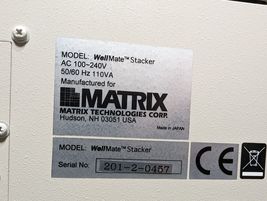 MODEL: WellMate™ Stacker
AC 100~240V
50/60 Hz 110VA
Manufactured for
MATRIX
MATRIX TECHNOLOGIES CORP.
Hudson, NH 03051 USA
Made in JAPAN
MODEL: WellMate™ Stacker
Serial No: 201-2-0457
CE